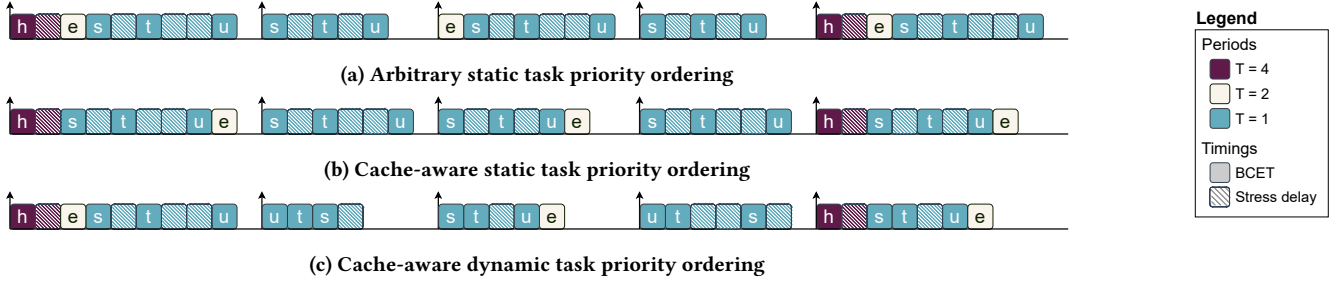 h e s t u s t u e s t u s t u h e s t u
(a) Arbitrary static task priority ordering
h s t u e s t u s t u e s t u h s t u e
(b) Cache-aware static task priority ordering
h e s t u u t s s t u e u t s h s t u e
(c) Cache-aware dynamic task priority ordering
Legend
Periods
T = 4
T = 2
T = 1
Timings
BCET
Stress delay